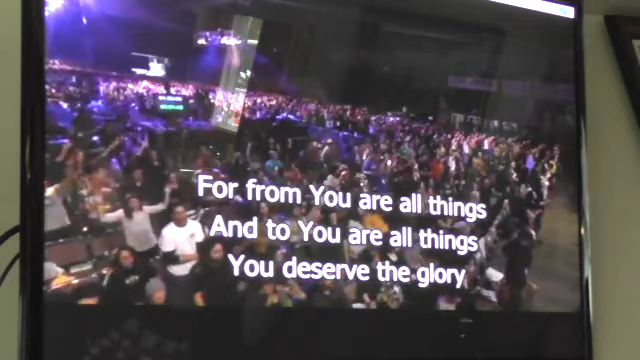 For from You are all things
And to You are all things
You deserve the glory